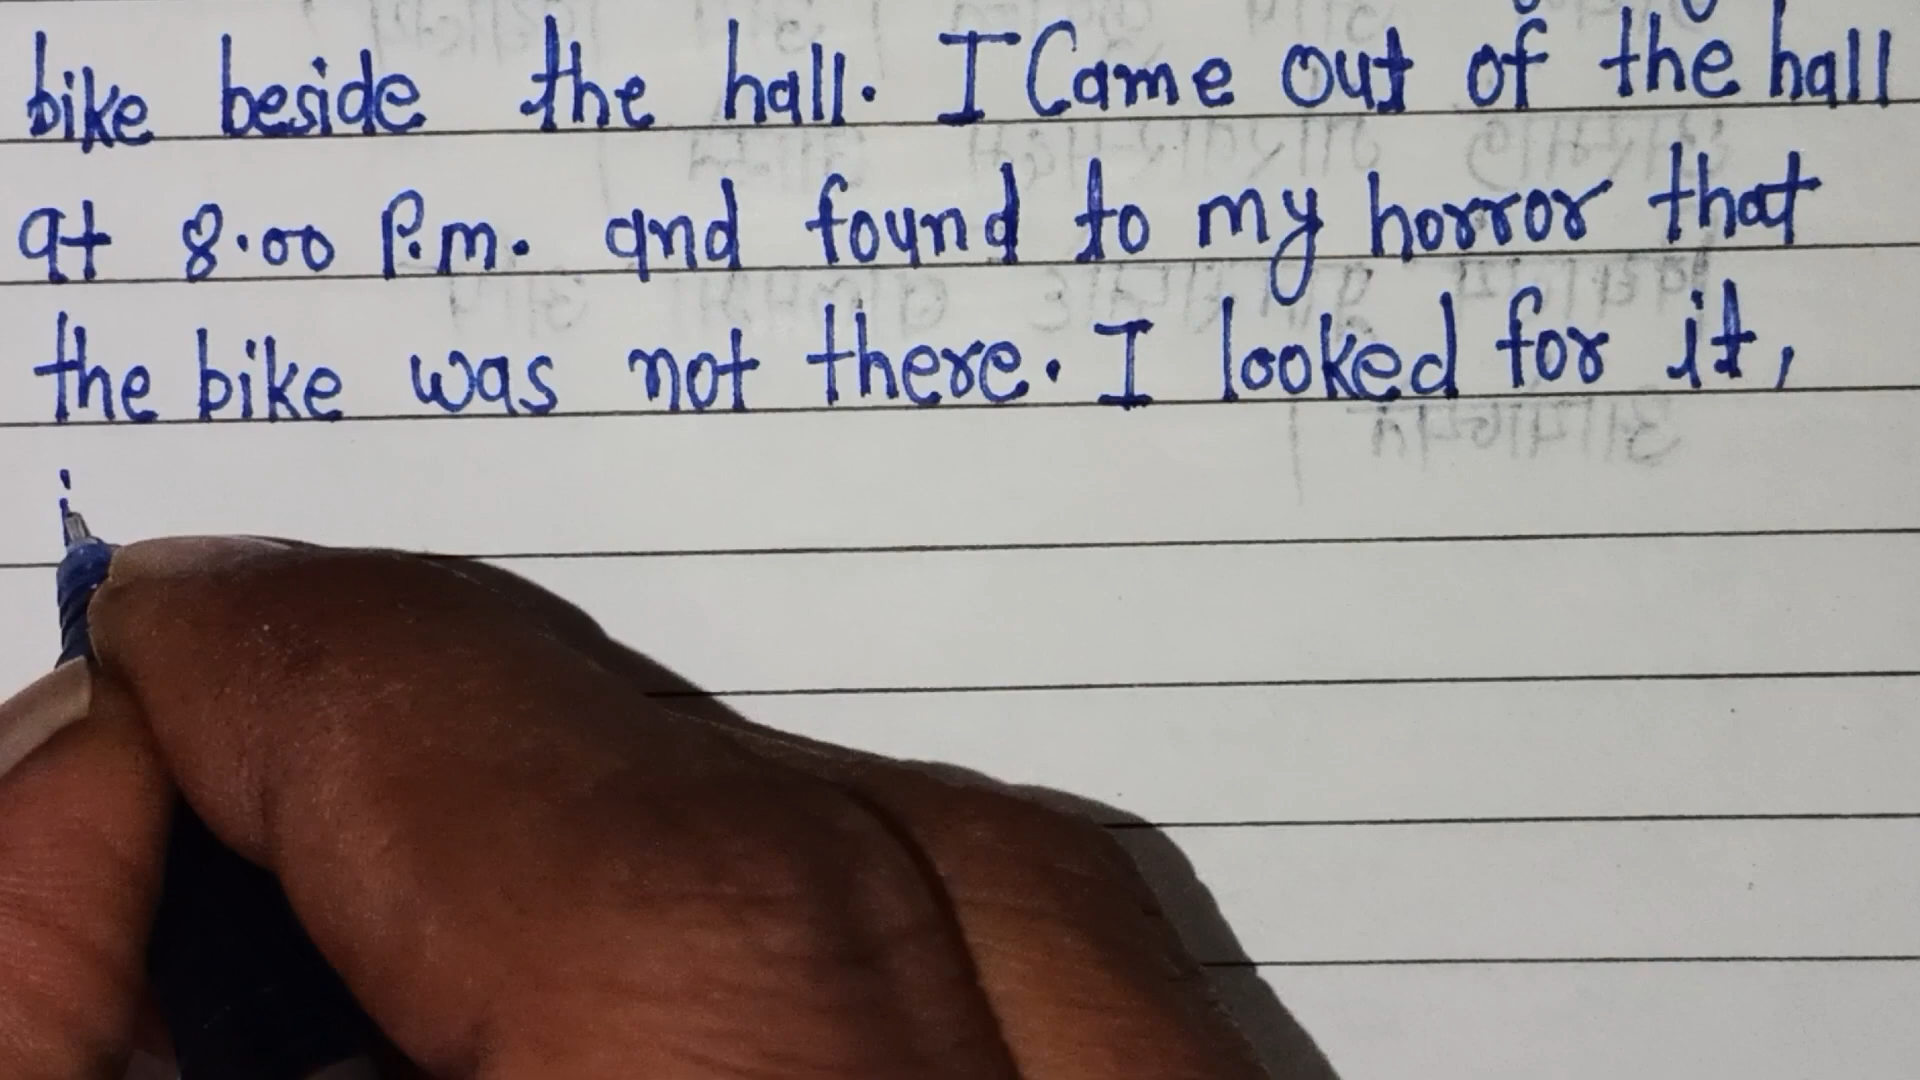 bike beside the hall. I Came out of the hall
at 8.00 P.m. and found to my horror that
the bike was not there. I looked for it,
i